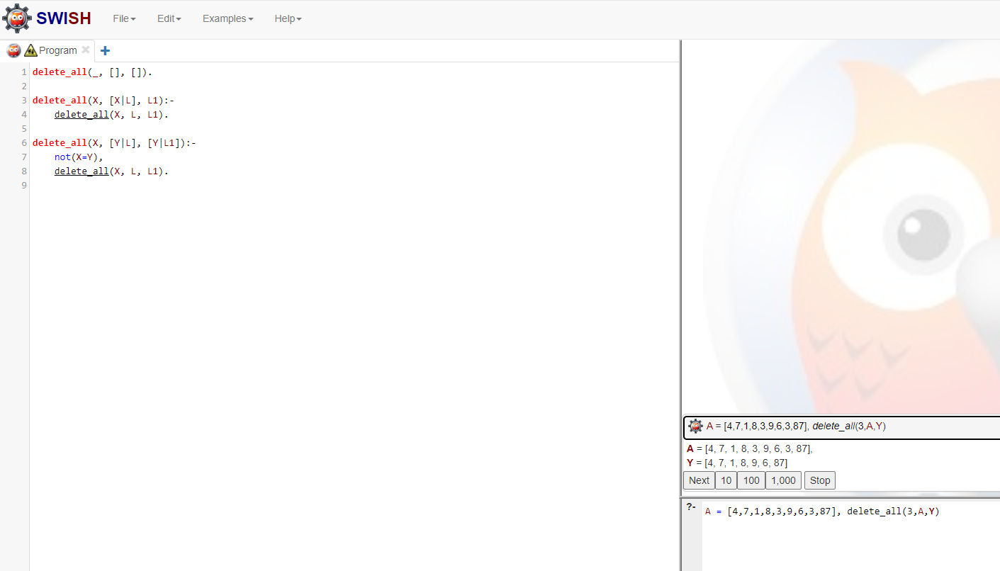 SWISH File Edit Examples Help
Program
1 delete_all(_, [], []).
2
3 delete_all(X, [X|L], L1):-
4     delete_all(X, L, L1).
5
6 delete_all(X, [Y|L], [Y|L1]):-
7     not(X=Y),
8     delete_all(X, L, L1).
9
A = [4,7,1,8,3,9,6,3,87], delete_all(3,A,Y)
A = [4, 7, 1, 8, 3, 9, 6, 3, 87],
Y = [4, 7, 1, 8, 9, 6, 87]
Next 10 100 1,000 Stop
?- A = [4,7,1,8,3,9,6,3,87], delete_all(3,A,Y)